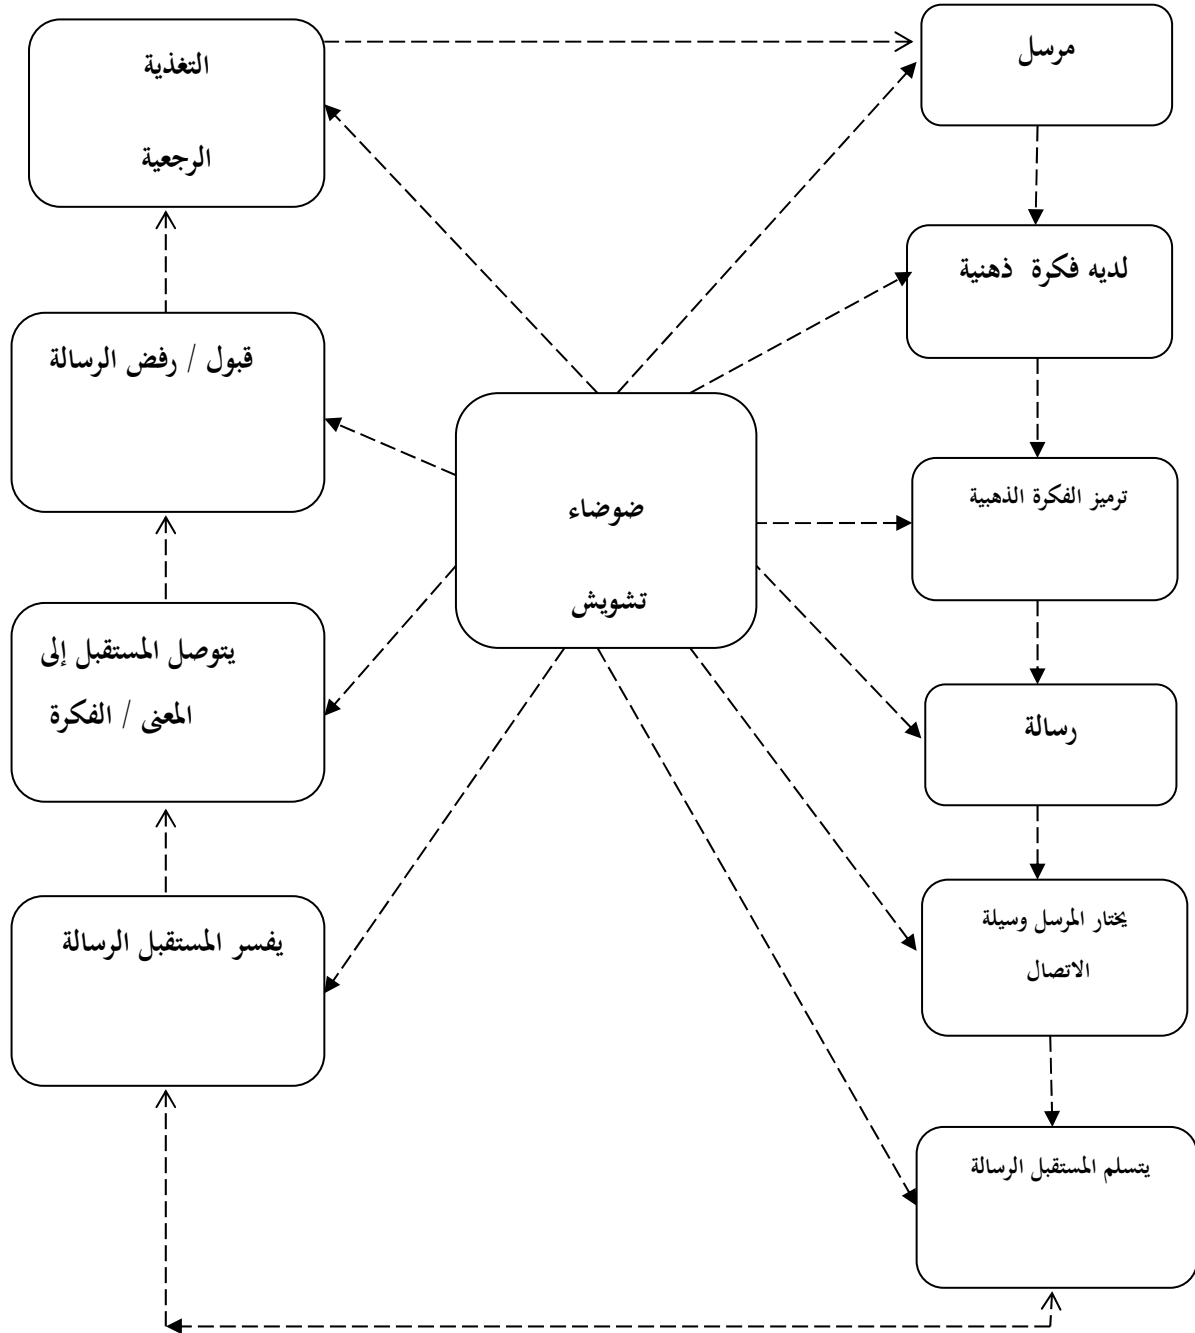 مرسل
لديه فكرة ذهنية
ترميز الفكرة الذهبية
رسالة
يختار المرسل وسيلة
الاتصال
يتسلم المستقبل الرسالة
ضوضاء
تشويش
التغذية
الرجعية
قبول / رفض الرسالة
يتوصل المستقبل إلى
المعنى / الفكرة
يفسر المستقبل الرسالة